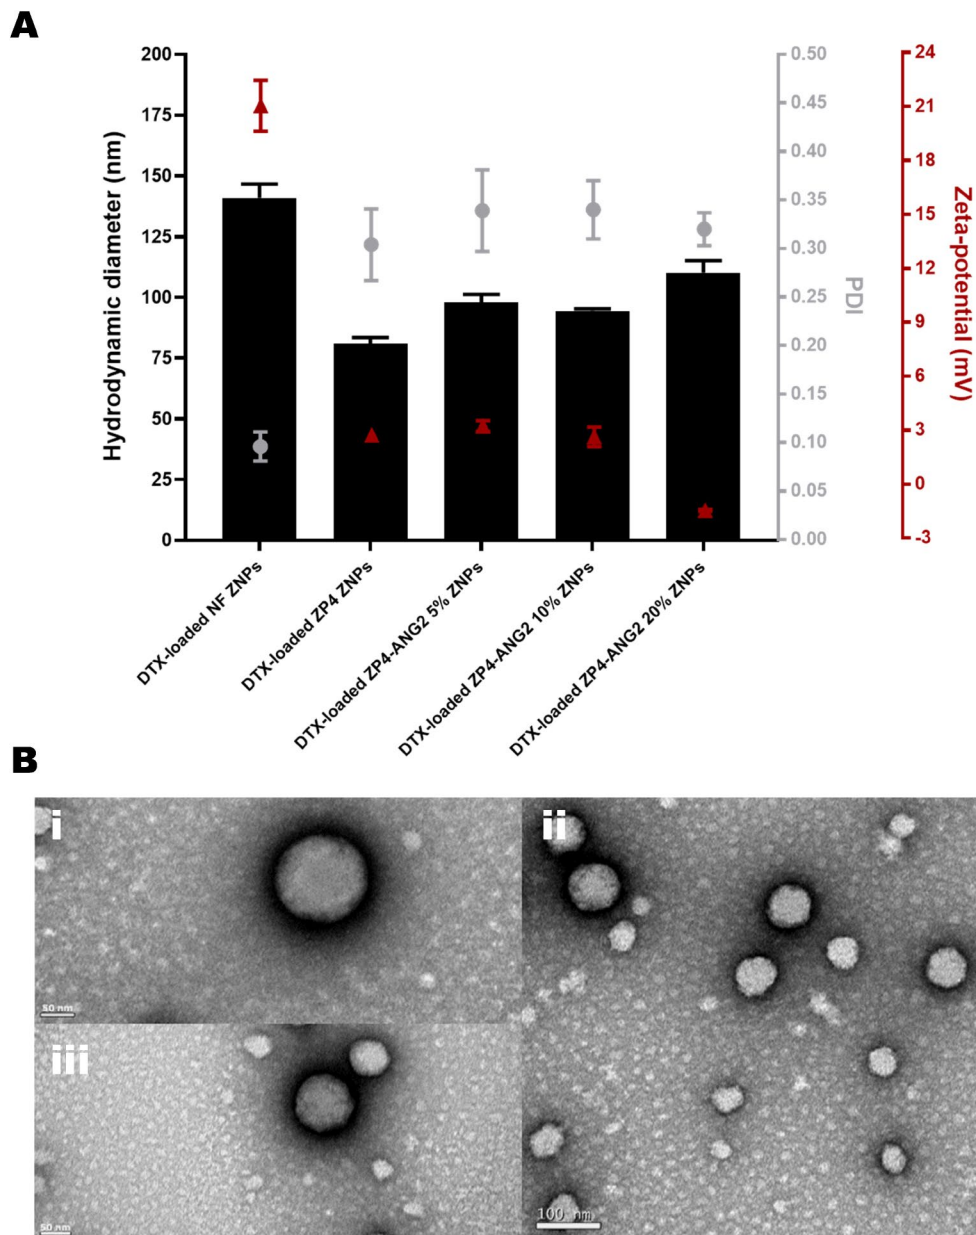 A
Hydrodynamic diameter (nm)
200
175
150
125
100
75
50
25
0
0.50
0.45
0.40
0.35
0.30
0.25
0.20
0.15
0.10
0.05
0.00
PDI
24
21
18
15
12
9
6
3
0
-3
Zeta-potential (mV)
DTX-loaded NF ZNPs
DTX-loaded ZP4 ZNPs
DTX-loaded ZP4-ANG2 5% ZNPs
DTX-loaded ZP4-ANG2 10% ZNPs
DTX-loaded ZP4-ANG2 20% ZNPs
B
i
50 nm
ii
100 nm
iii
50 nm